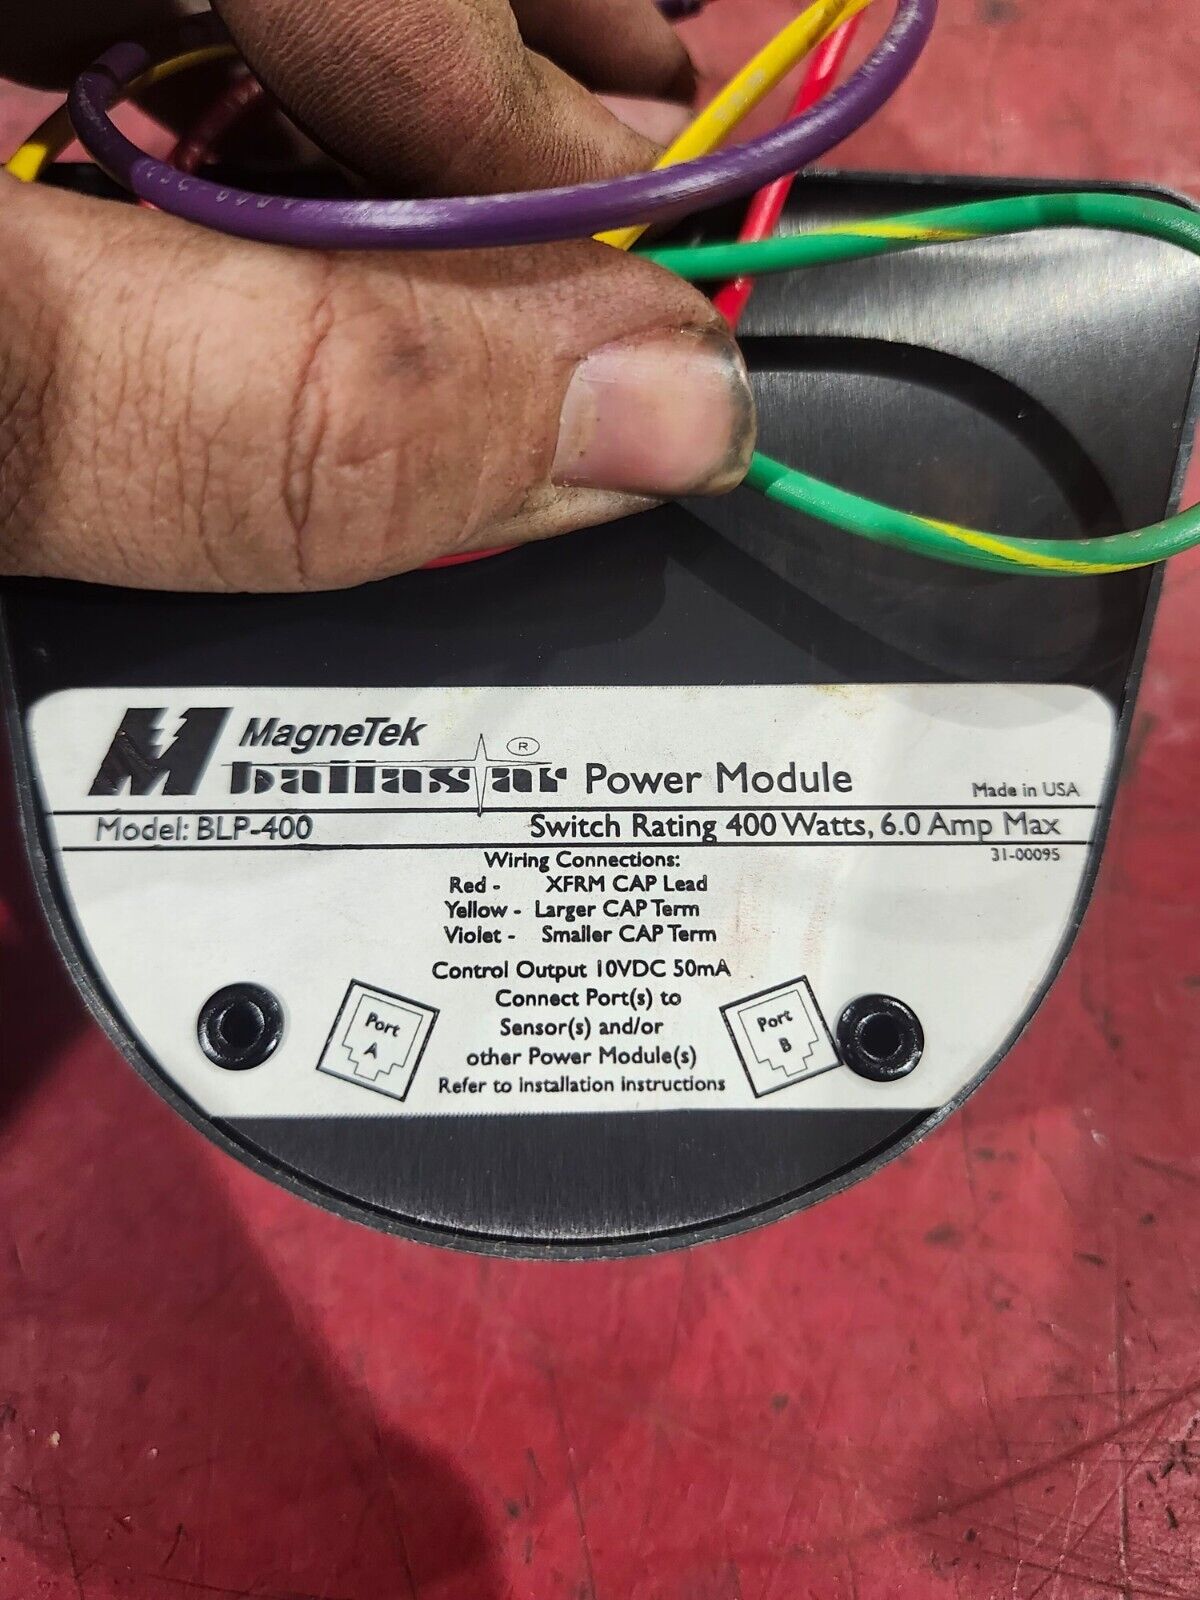 MagneTek
ballastar ® Power Module
Made in USA
Model: BLP-400
Switch Rating 400 Watts, 6.0 Amp Max
31-00095
Wiring Connections:
Red - XFRM CAP Lead
Yellow - Larger CAP Term
Violet - Smaller CAP Term
Control Output 10VDC 50mA
Connect Port(s) to
Sensor(s) and/or
other Power Module(s)
Refer to installation instructions
Port
A
Port
B